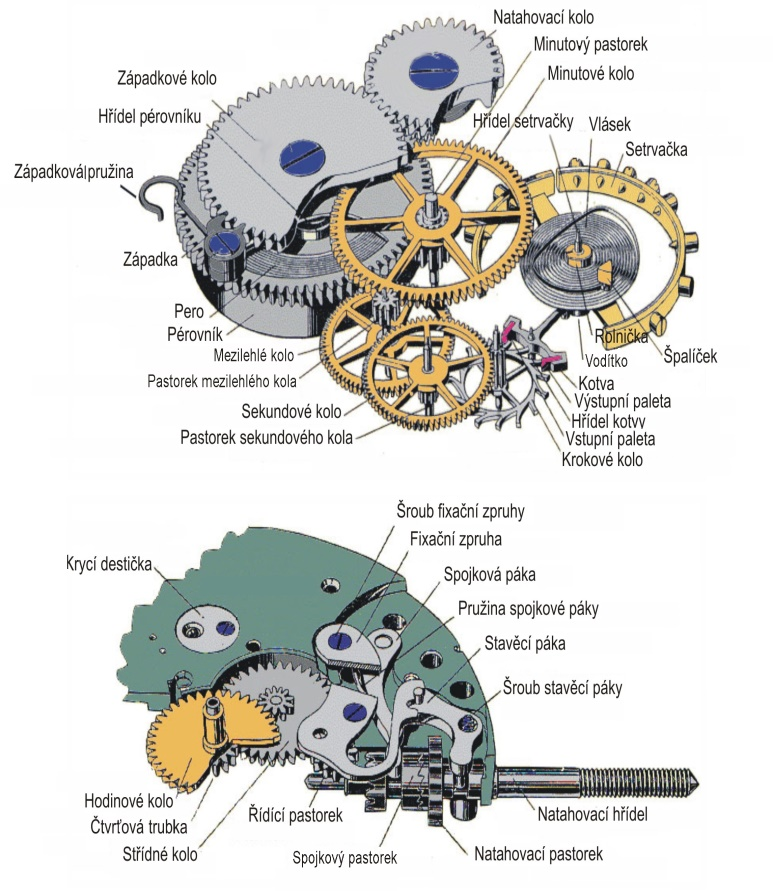 Natahovací kolo
Minutový pastorek
Minutové kolo
Západkové kolo
Hřídel pérovníku
Hřídel setrvačky
Vlásek
Setrvačka
Západková pružina
Západka
Pero
Pérovník
Mezilehlé kolo
Pastorek mezilehlého kola
Sekundové kolo
Pastorek sekundového kola
Rolnička
Špalíček
Vodítko
Kotva
Výstupní paleta
Hřídel kotvy
Vstupní paleta
Krokové kolo
Šroub fixační zpruhy
Fixační zpruha
Krycí destička
Spojková páka
Pružina spojkové páky
Stavěcí páka
Šroub stavěcí páky
Hodinové kolo
Čtvrťová trubka
Střídné kolo
Řídící pastorek
Spojkový pastorek
Natahovací hřídel
Natahovací pastorek